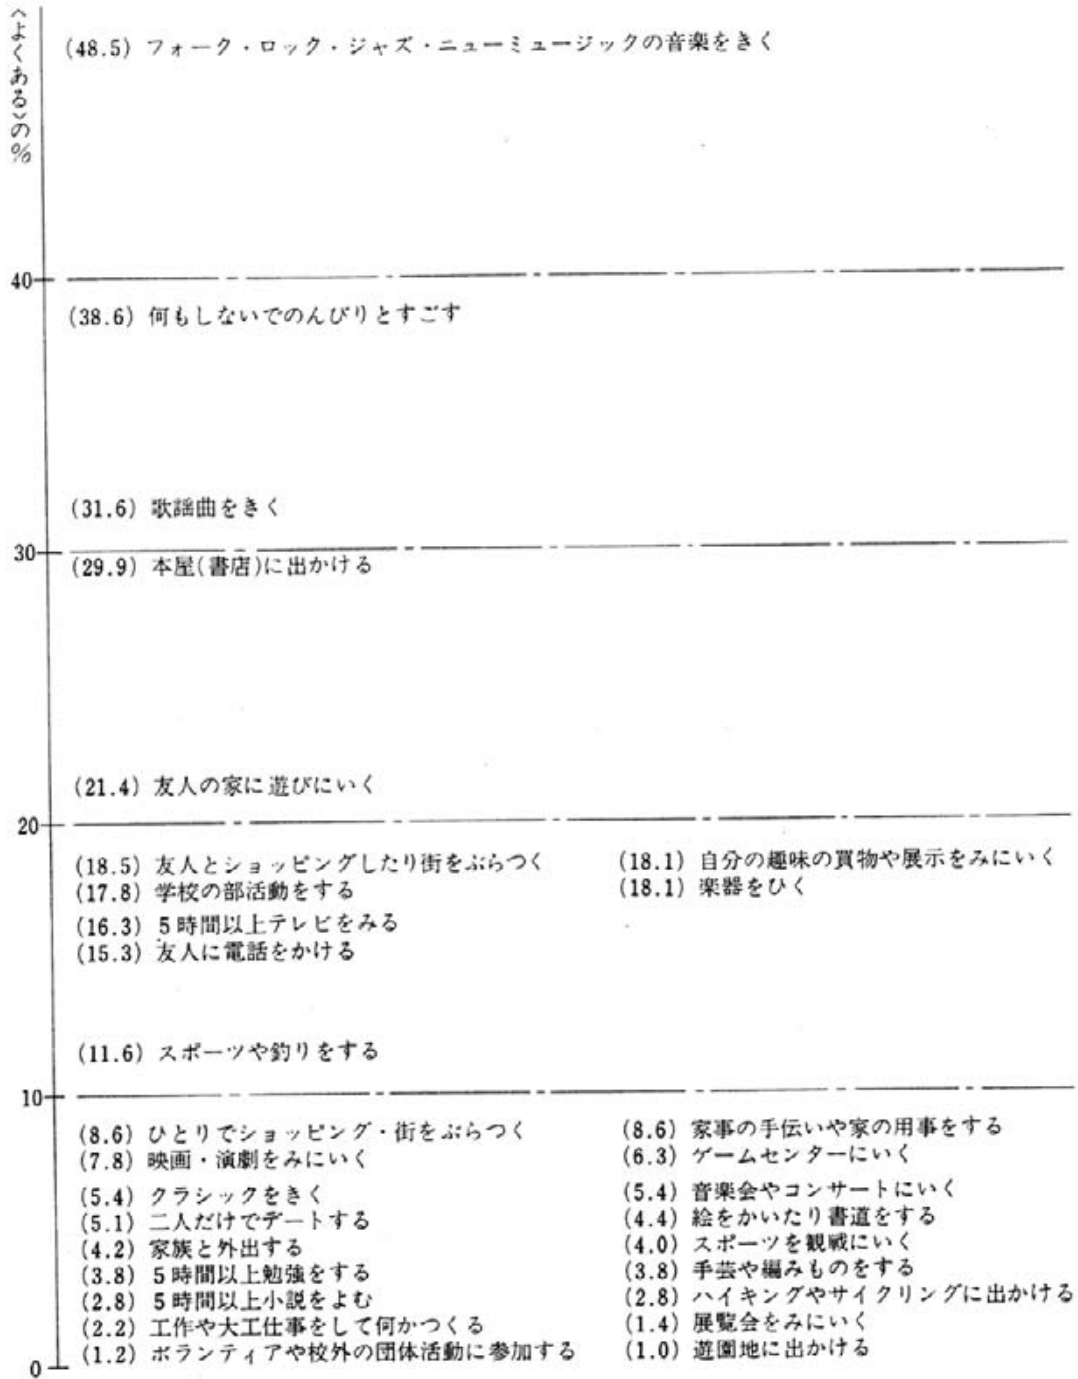 〈よくある〉の%
(48.5) フォーク・ロック・ジャズ・ニューミュージックの音楽をきく
40
(38.6) 何もしないでのんびりとすごす
(31.6) 歌謡曲をきく
30
(29.9) 本屋(書店)に出かける
(21.4) 友人の家に遊びにいく
20
(18.5) 友人とショッピングしたり街をぶらつく (18.1) 自分の趣味の買物や展示をみにいく
(17.8) 学校の部活動をする (18.1) 楽器をひく
(16.3) 5時間以上テレビをみる
(15.3) 友人に電話をかける
(11.6) スポーツや釣りをする
10
(8.6) ひとりでショッピング・街をぶらつく (8.6) 家事の手伝いや家の用事をする
(7.8) 映画・演劇をみにいく (6.3) ゲームセンターにいく
(5.4) クラシックをきく (5.4) 音楽会やコンサートにいく
(5.1) 二人だけでデートする (4.4) 絵をかいたり書道をする
(4.2) 家族と外出する (4.0) スポーツを観戦にいく
(3.8) 5時間以上勉強をする (3.8) 手芸や編みものをする
(2.8) 5時間以上小説をよむ (2.8) ハイキングやサイクリングに出かける
(2.2) 工作や大工仕事をして何かつくる (1.4) 展覧会をみにいく
(1.2) ボランティアや校外の団体活動に参加する (1.0) 遊園地に出かける
0